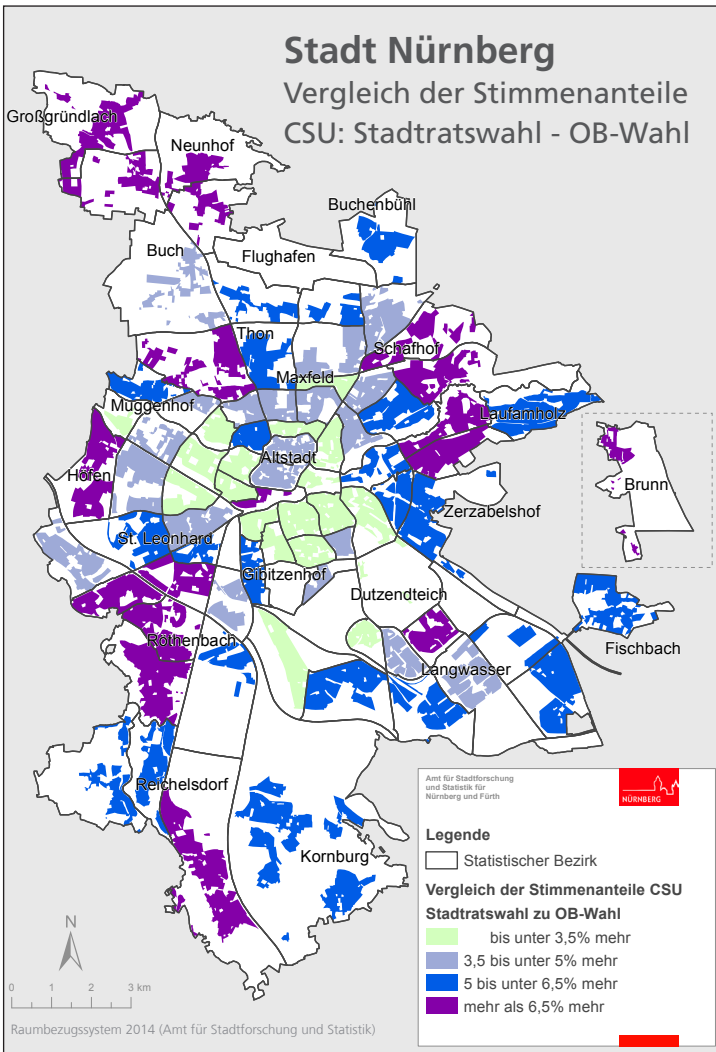 Stadt Nürnberg
Vergleich der Stimmenanteile
CSU: Stadtratswahl - OB-Wahl
Großgründlach
Neunhof
Buchenbühl
Buch
Flughafen
Thon
Schafhof
Maxfeld
Muggenhof
Laufamholz
Altstadt
Höfen
Brunn
Zerzabelshof
St. Leonhard
Gibitzenhof
Dutzendteich
Röthenbach
Fischbach
Langwasser
Reichelsdorf
Kornburg
Amt für Stadtforschung
und Statistik für
Nürnberg und Fürth
NÜRNBERG
Legende
Statistischer Bezirk
Vergleich der Stimmenanteile CSU
Stadtratswahl zu OB-Wahl
bis unter 3,5% mehr
3,5 bis unter 5% mehr
5 bis unter 6,5% mehr
mehr als 6,5% mehr
N
0 1 2 3 km
Raumbezugssystem 2014 (Amt für Stadtforschung und Statistik)